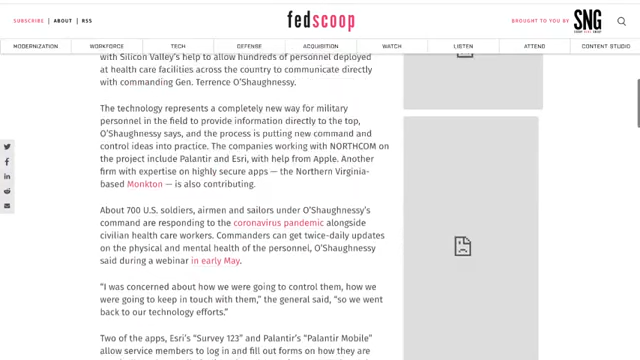 SUBSCRIBE | ABOUT | RSS
fedscoop
BROUGHT TO YOU BY SNG
SCOOP NEWS GROUP
MODERNIZATION WORKFORCE TECH DEFENSE ACQUISITION WATCH LISTEN ATTEND CONTENT STUDIO
with Silicon Valley's help to allow hundreds of personnel deployed
at health care facilities across the country to communicate directly
with commanding Gen. Terrence O'Shaughnessy.
The technology represents a completely new way for military
personnel in the field to provide information directly to the top,
O'Shaughnessy says, and the process is putting new command and
control ideas into practice. The companies working with NORTHCOM on
the project include Palantir and Esri, with help from Apple. Another
firm with expertise on highly secure apps — the Northern Virginia-
based Monkton — is also contributing.
About 700 U.S. soldiers, airmen and sailors under O'Shaughnessy's
command are responding to the coronavirus pandemic alongside
civilian health care workers. Commanders can get twice-daily updates
on the physical and mental health of the personnel, O'Shaughnessy
said during a webinar in early May.
“I was concerned about how we were going to control them, how we
were going to keep in touch with them,” the general said, “so we went
back to our technology efforts.”
Two of the apps, Esri's “Survey 123” and Palantir's “Palantir Mobile”
allow service members to log in and fill out forms on how they are